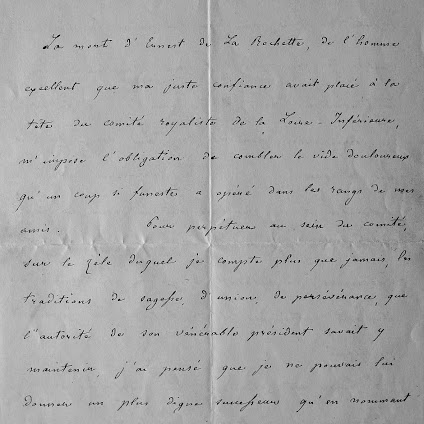 La mort d'Ernest de La Rochette, de l'homme
excellent que ma juste confiance avait placé à la
tête du comité royaliste de la Loire-Inférieure,
m'impose l'obligation de combler le vide douloureux
qu'un coup si funeste a opéré dans les rangs de nos
amis. Pour perpétuer au sein du comité,
sur le zèle duquel je compte plus que jamais, les
traditions de sagesse, d'union, de persévérance, que
l'autorité de son vénérable président savait y
maintenir, j'ai pensé que je ne pouvais lui
donner un plus digne successeur qu'en nommant